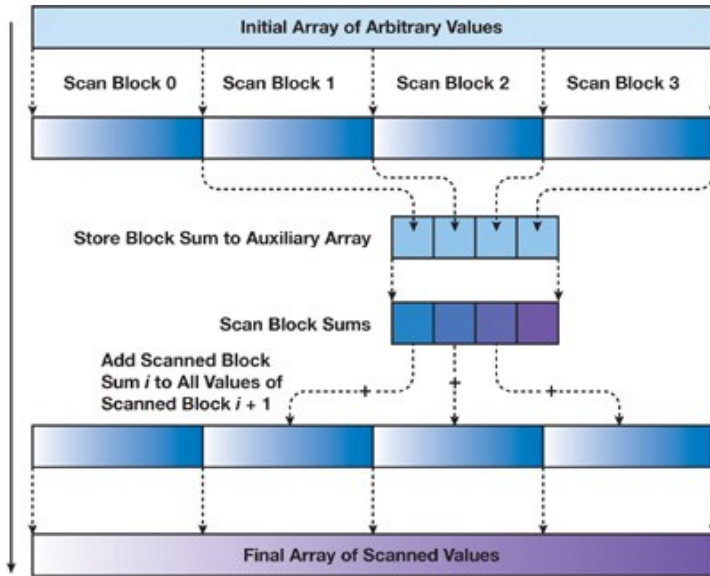 Initial Array of Arbitrary Values
Scan Block 0 Scan Block 1 Scan Block 2 Scan Block 3
Store Block Sum to Auxiliary Array
Scan Block Sums
Add Scanned Block
Sum i to All Values of
Scanned Block i + 1
+ + +
Final Array of Scanned Values